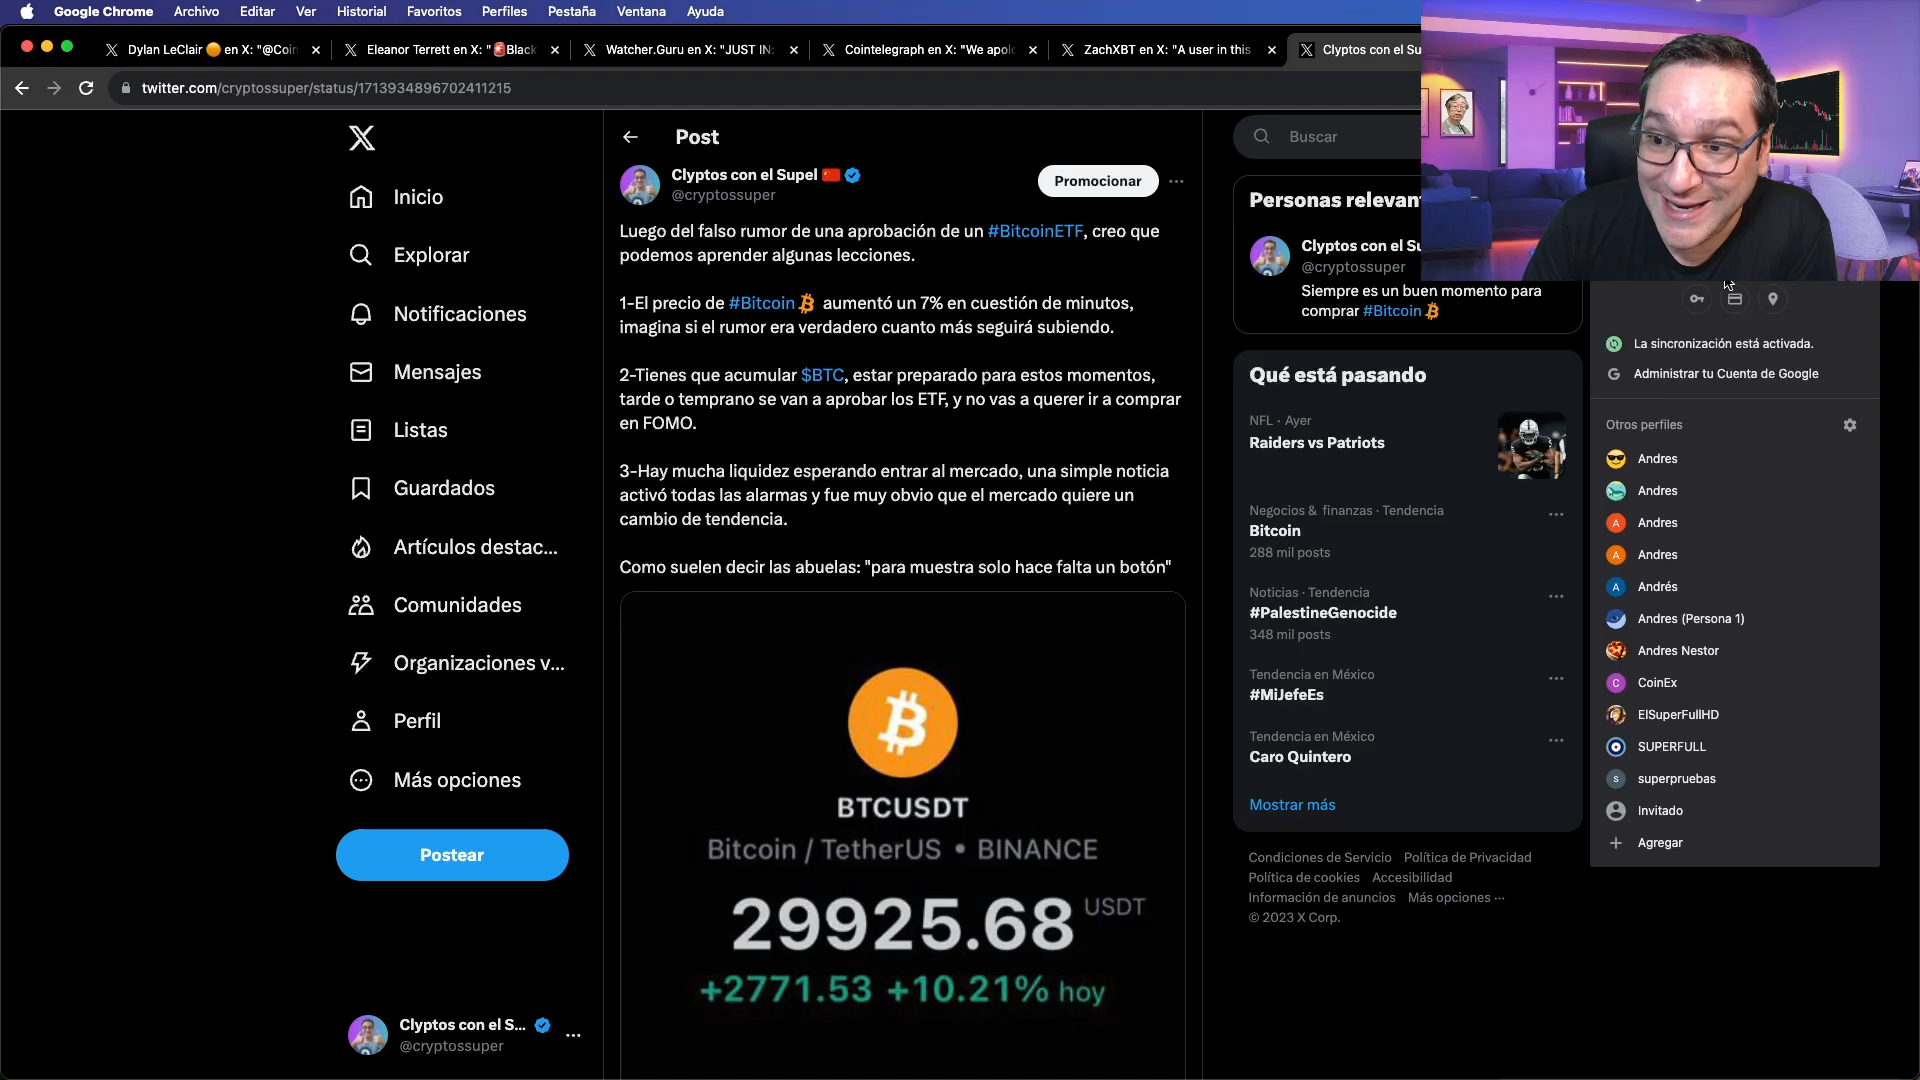 Google Chrome Archivo Editar Ver Historial Favoritos Perfiles Pestaña Ventana Ayuda
Dylan LeClair 🟠 en X: "@Coin
Eleanor Terrett en X: "🚨Black
Watcher.Guru en X: "JUST IN:
Cointelegraph en X: "We apolo
ZachXBT en X: "A user in this
Clyptos con el Su
twitter.com/cryptossuper/status/1713934896702411215
Inicio
Explorar
Notificaciones
Mensajes
Listas
Guardados
Artículos destac...
Comunidades
Organizaciones v...
Perfil
Más opciones
Postear
Clyptos con el S...
@cryptossuper
Post
Clyptos con el Supel 🇨🇳
@cryptossuper
Promocionar
Luego del falso rumor de una aprobación de un #BitcoinETF, creo que
podemos aprender algunas lecciones.
1-El precio de #Bitcoin aumentó un 7% en cuestión de minutos,
imagina si el rumor era verdadero cuanto más seguirá subiendo.
2-Tienes que acumular $BTC, estar preparado para estos momentos,
tarde o temprano se van a aprobar los ETF, y no vas a querer ir a comprar
en FOMO.
3-Hay mucha liquidez esperando entrar al mercado, una simple noticia
activó todas las alarmas y fue muy obvio que el mercado quiere un
cambio de tendencia.
Como suelen decir las abuelas: "para muestra solo hace falta un botón"
BTCUSDT
Bitcoin / TetherUS • BINANCE
29925.68 USDT
+2771.53 +10.21% hoy
Buscar
Personas relevan
Clyptos con el Su
@cryptossuper
Siempre es un buen momento para
comprar #Bitcoin
Qué está pasando
NFL · Ayer
Raiders vs Patriots
Negocios & finanzas · Tendencia
Bitcoin
288 mil posts
Noticias · Tendencia
#PalestineGenocide
348 mil posts
Tendencia en México
#MiJefeEs
Tendencia en México
Caro Quintero
Mostrar más
Condiciones de Servicio Política de Privacidad
Política de cookies Accesibilidad
Información de anuncios Más opciones ···
© 2023 X Corp.
La sincronización está activada.
G Administrar tu Cuenta de Google
Otros perfiles
Andres
Andres
A Andres
A Andres
A Andrés
Andres (Persona 1)
Andres Nestor
C CoinEx
ElSuperFullHD
SUPERFULL
s superpruebas
Invitado
+ Agregar